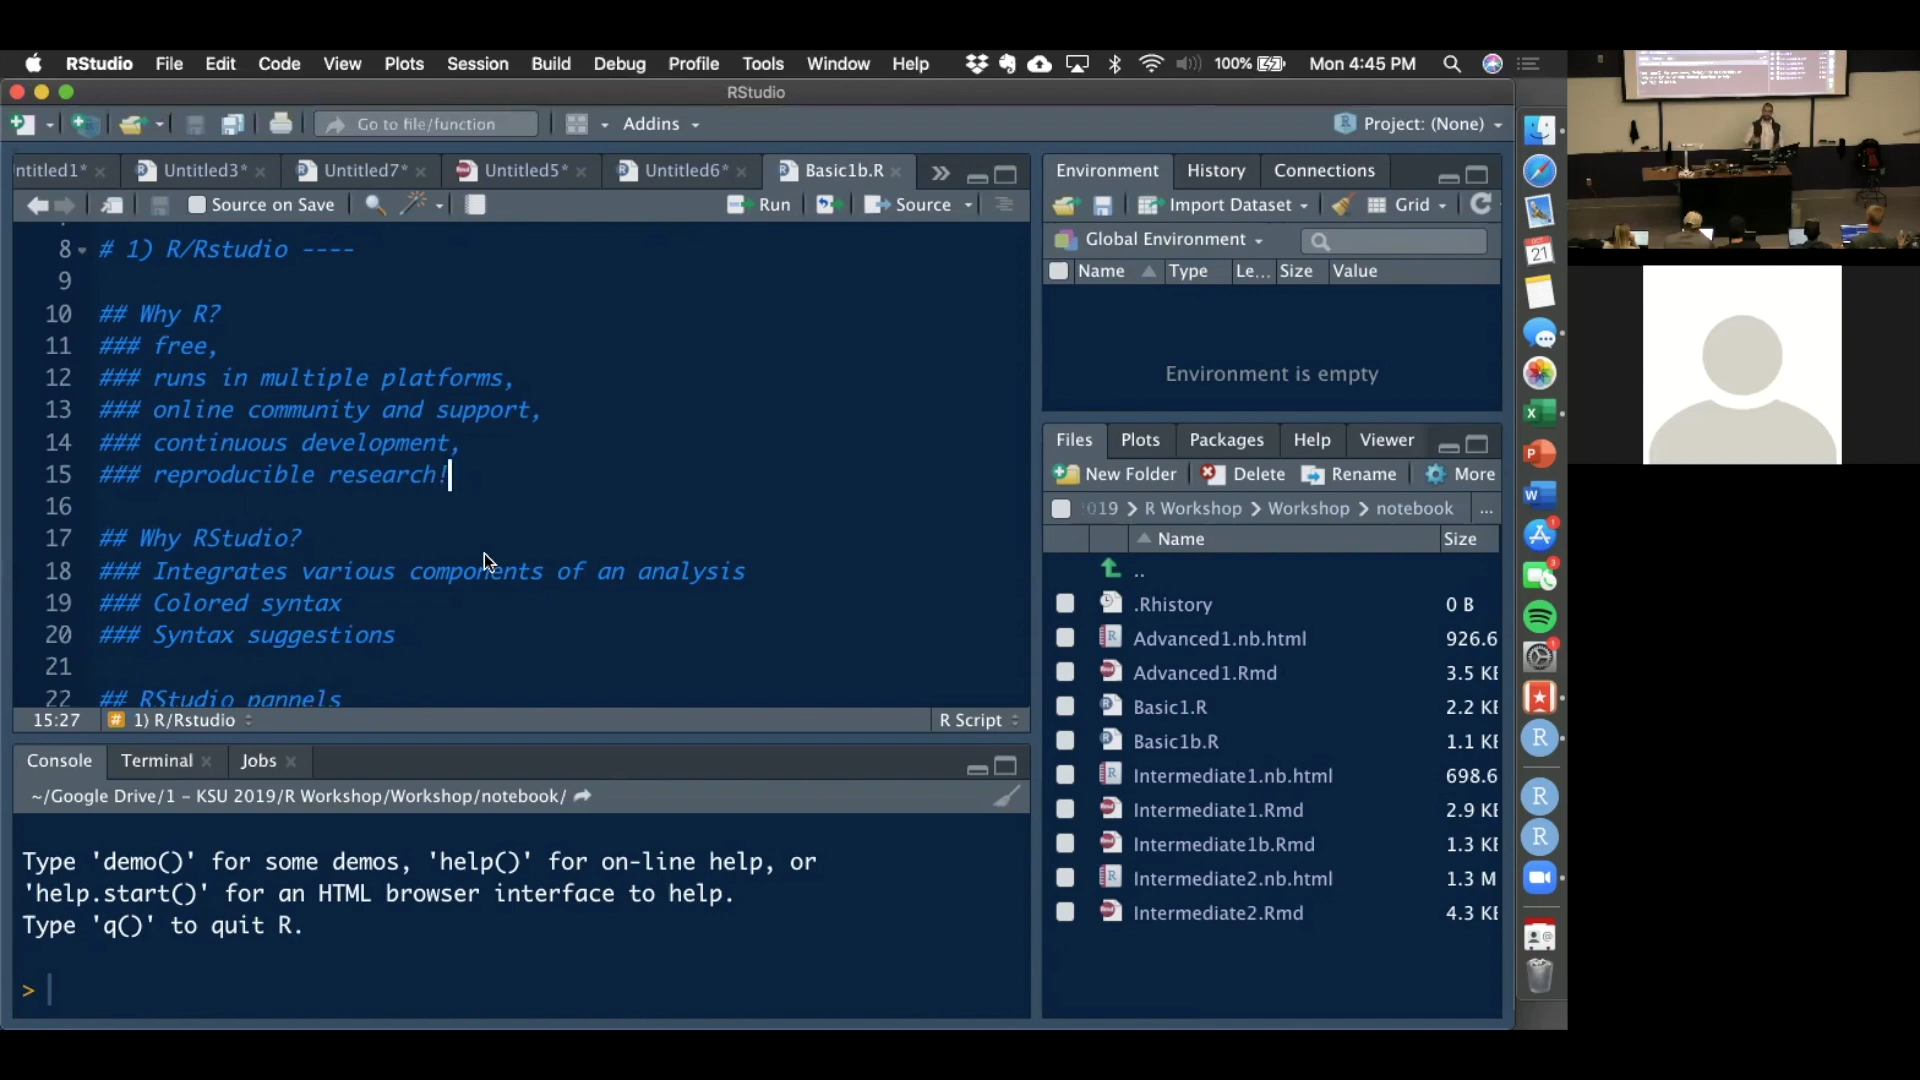 RStudio File Edit Code View Plots Session Build Debug Profile Tools Window Help 100% Mon 4:45 PM
RStudio
Go to file/function Addins Project: (None)
ntitled1* Untitled3* Untitled7* Untitled5* Untitled6* Basic1b.R
Source on Save Run Source
8 # 1) R/Rstudio ----
9
10 ## Why R?
11 ### free,
12 ### runs in multiple platforms,
13 ### online community and support,
14 ### continuous development,
15 ### reproducible research!
16
17 ## Why RStudio?
18 ### Integrates various components of an analysis
19 ### Colored syntax
20 ### Syntax suggestions
21
22 ## RStudio pannels
15:27 # 1) R/Rstudio R Script
Console Terminal Jobs
~/Google Drive/1 - KSU 2019/R Workshop/Workshop/notebook/
Type 'demo()' for some demos, 'help()' for on-line help, or
'help.start()' for an HTML browser interface to help.
Type 'q()' to quit R.
>
Environment History Connections
Import Dataset Grid
Global Environment
Name Type Le... Size Value
Environment is empty
Files Plots Packages Help Viewer
New Folder Delete Rename More
019 > R Workshop > Workshop > notebook ...
Name Size
..
.Rhistory 0 B
Advanced1.nb.html 926.6
Advanced1.Rmd 3.5 KE
Basic1.R 2.2 KE
Basic1b.R 1.1 KE
Intermediate1.nb.html 698.6
Intermediate1.Rmd 2.9 KE
Intermediate1b.Rmd 1.3 KE
Intermediate2.nb.html 1.3 M
Intermediate2.Rmd 4.3 KE
OCT
21